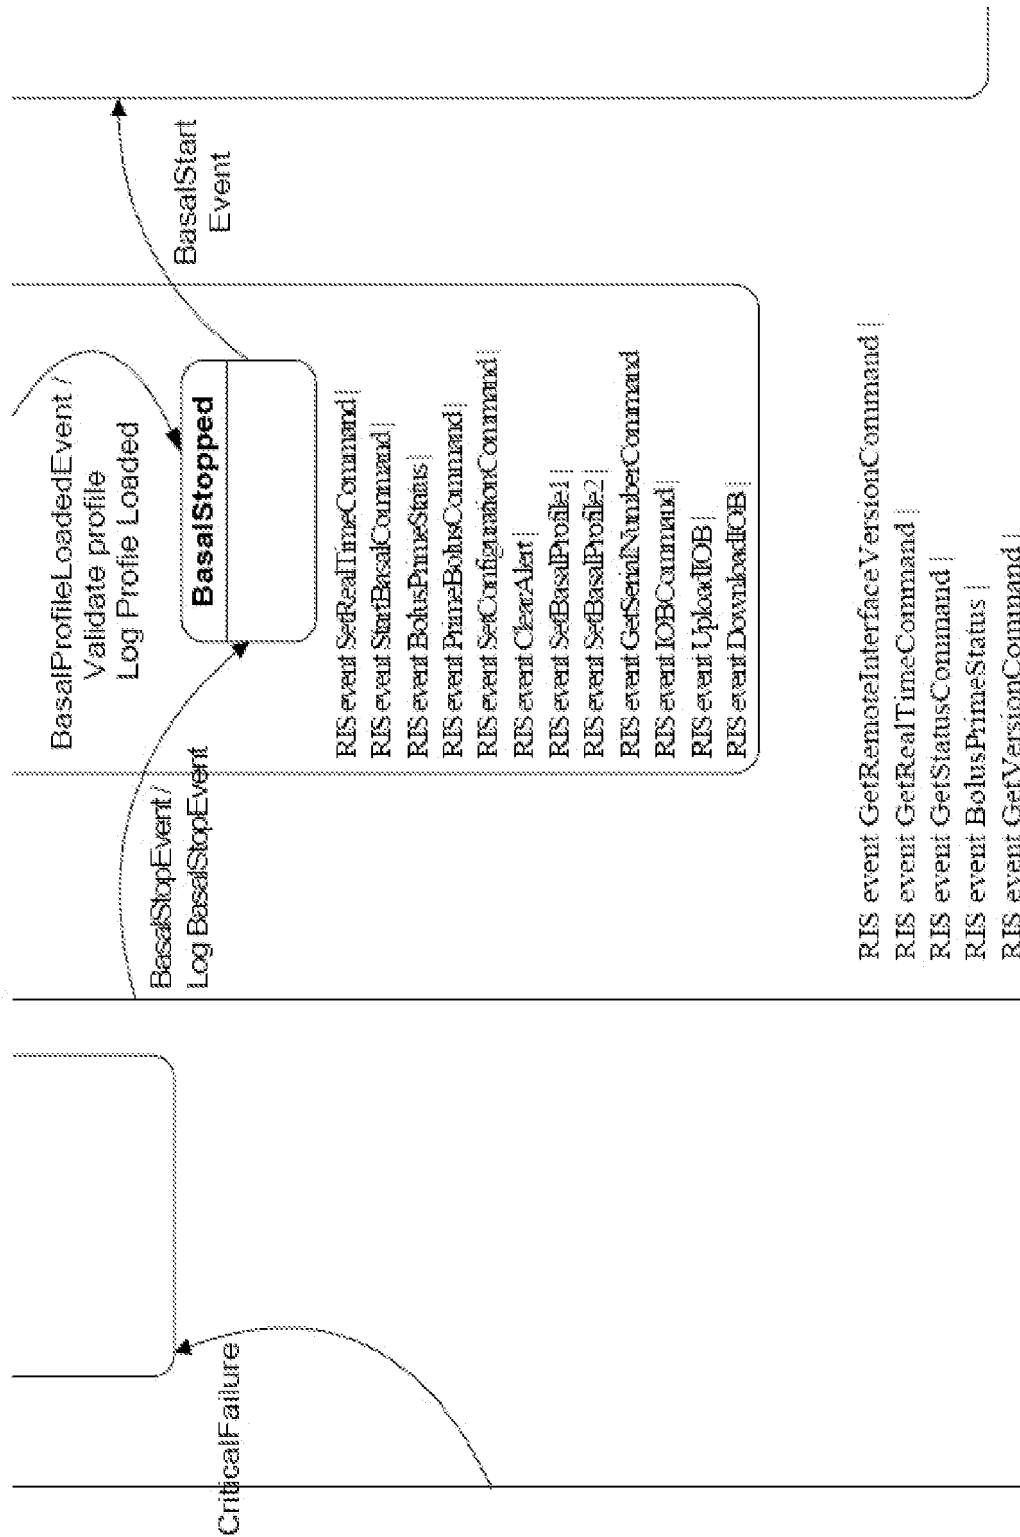 BasalProfileLoadedEvent /
Validate profile
Log Profile Loaded
BasalStart
Event
BasalStopEvent /
Log BasalStopEvent
BasalStopped
CriticalFailure
RIS event SetRealTimeCommand |
RIS event StartBasalCommand |
RIS event BolusPrimeStatus |
RIS event PrimeBolusCommand |
RIS event SetConfigurationCommand |
RIS event ClearAlert |
RIS event SetBasalProfile1 |
RIS event SetBasalProfile2 |
RIS event GetSerialNumberCommand
RIS event IOBCommand |
RIS event UploadIOB |
RIS event DownloadIOB |
RIS event GetRemoteInterfaceVersionCommand |
RIS event GetRealTimeCommand |
RIS event GetStatusCommand |
RIS event BolusPrimeStatus |
RIS event GetVersionCommand |